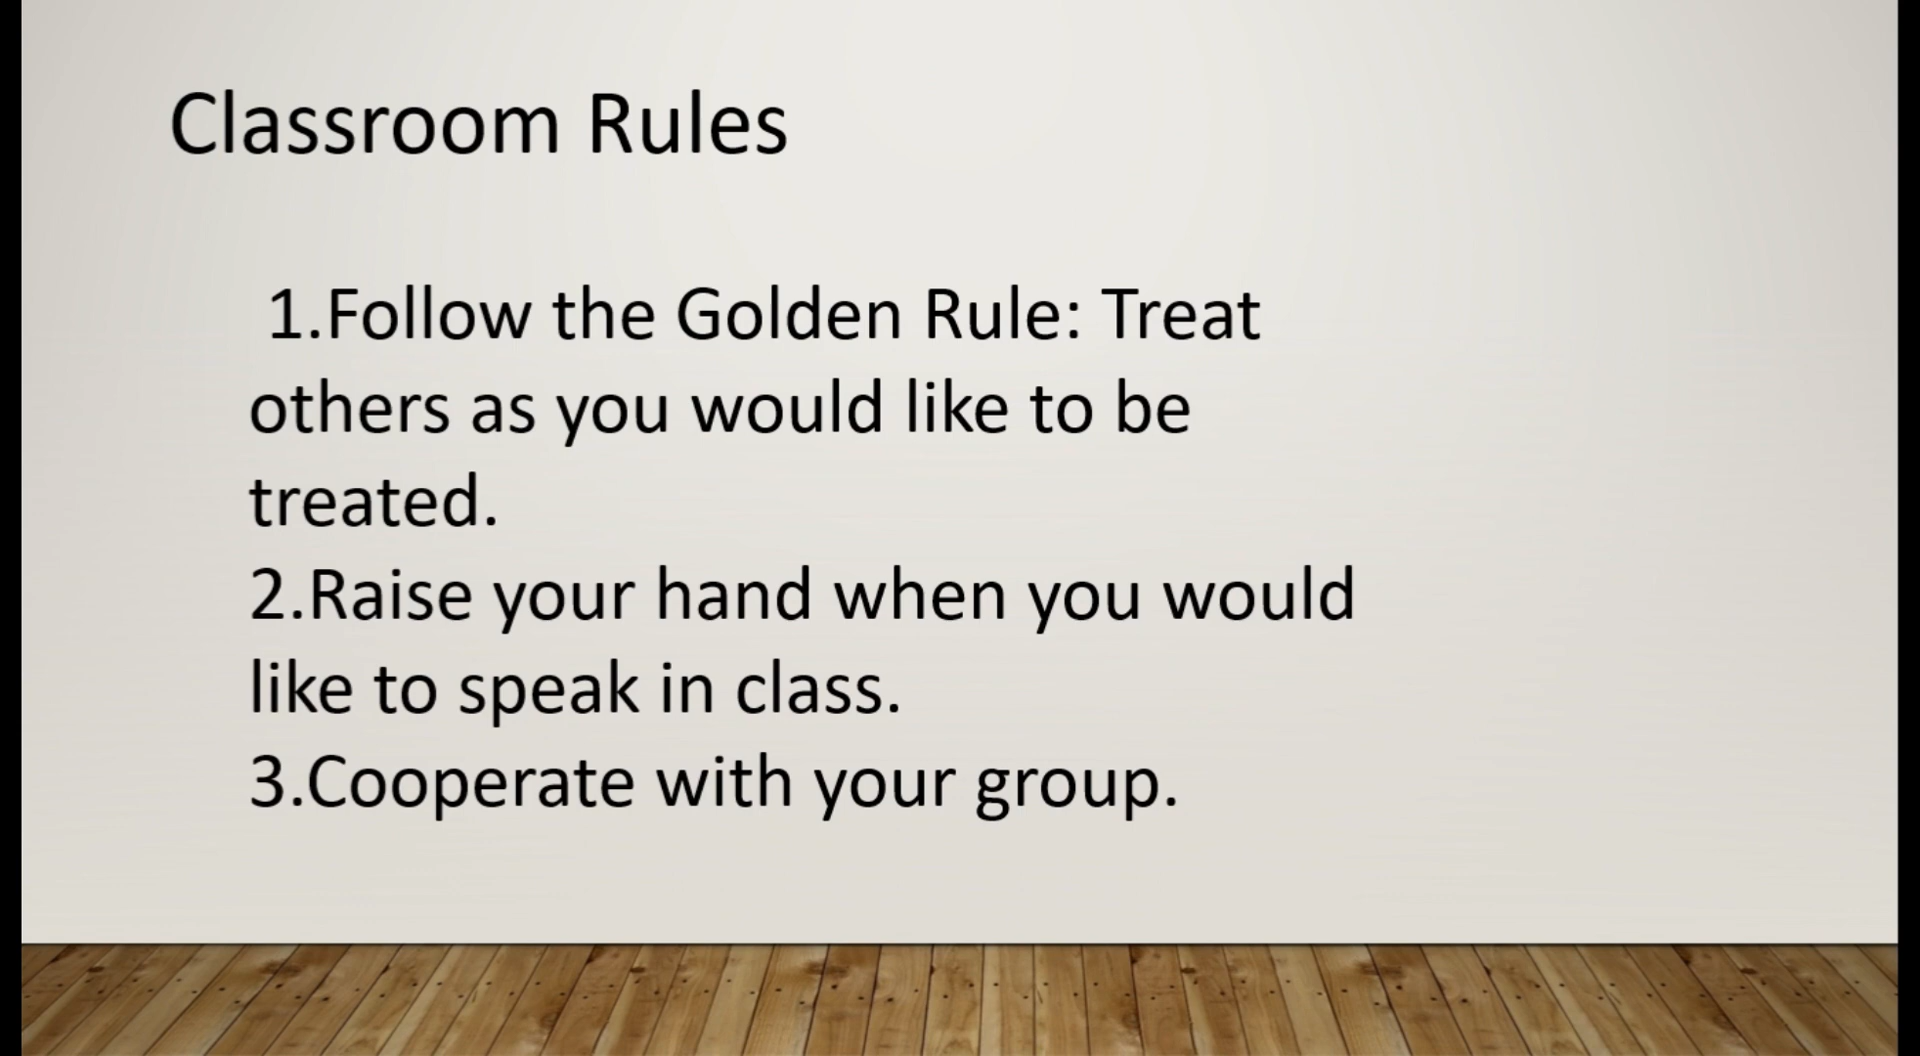 Classroom Rules
1.Follow the Golden Rule: Treat
others as you would like to be
treated.
2.Raise your hand when you would
like to speak in class.
3.Cooperate with your group.